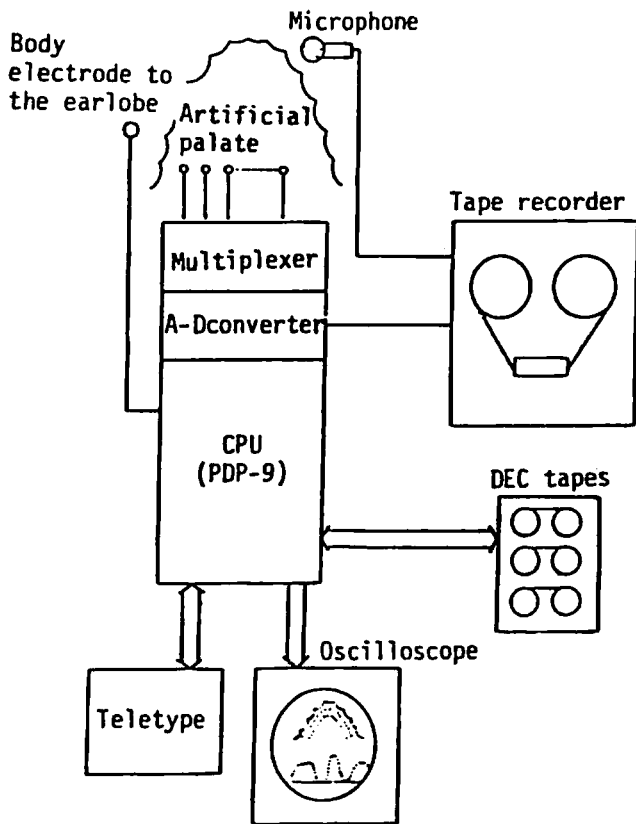 Microphone
Body
electrode to
the earlobe
Artificial
palate
Tape recorder
Multiplexer
A-Dconverter
CPU
(PDP-9)
DEC tapes
Oscilloscope
Teletype